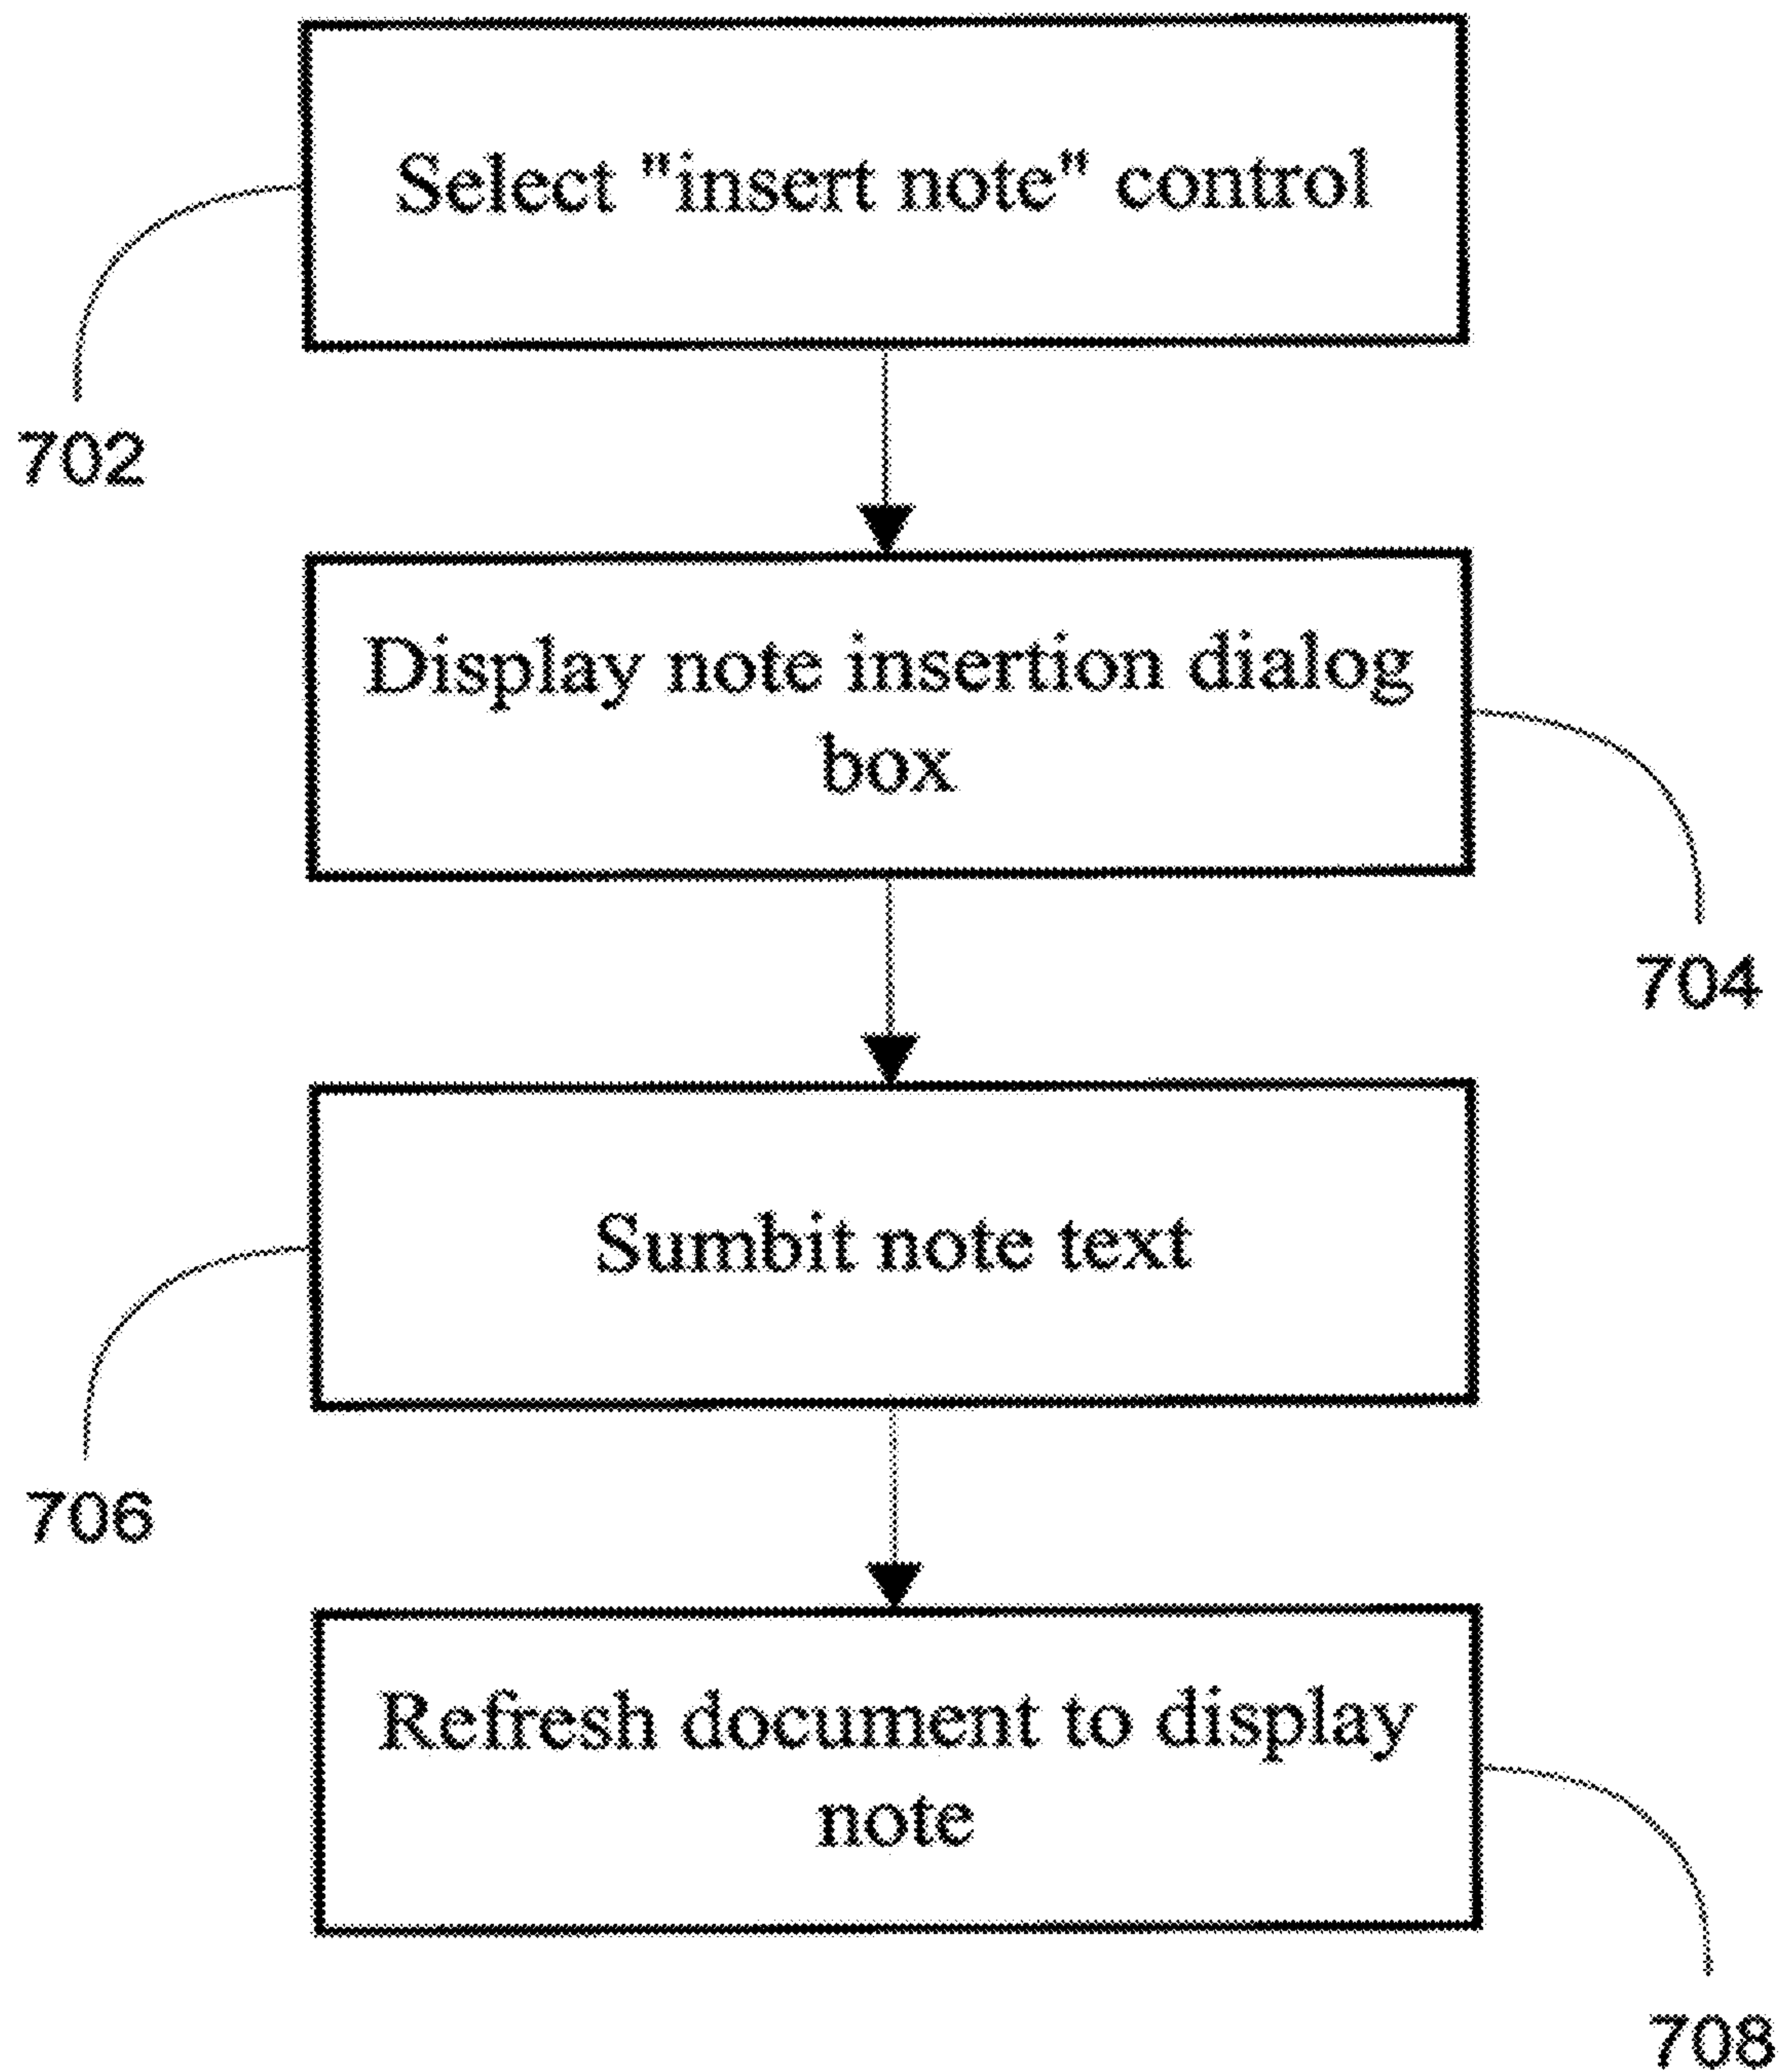 Select "insert note" control
702
Display note insertion dialog
box
704
Sumbit note text
706
Refresh document to display
note
708